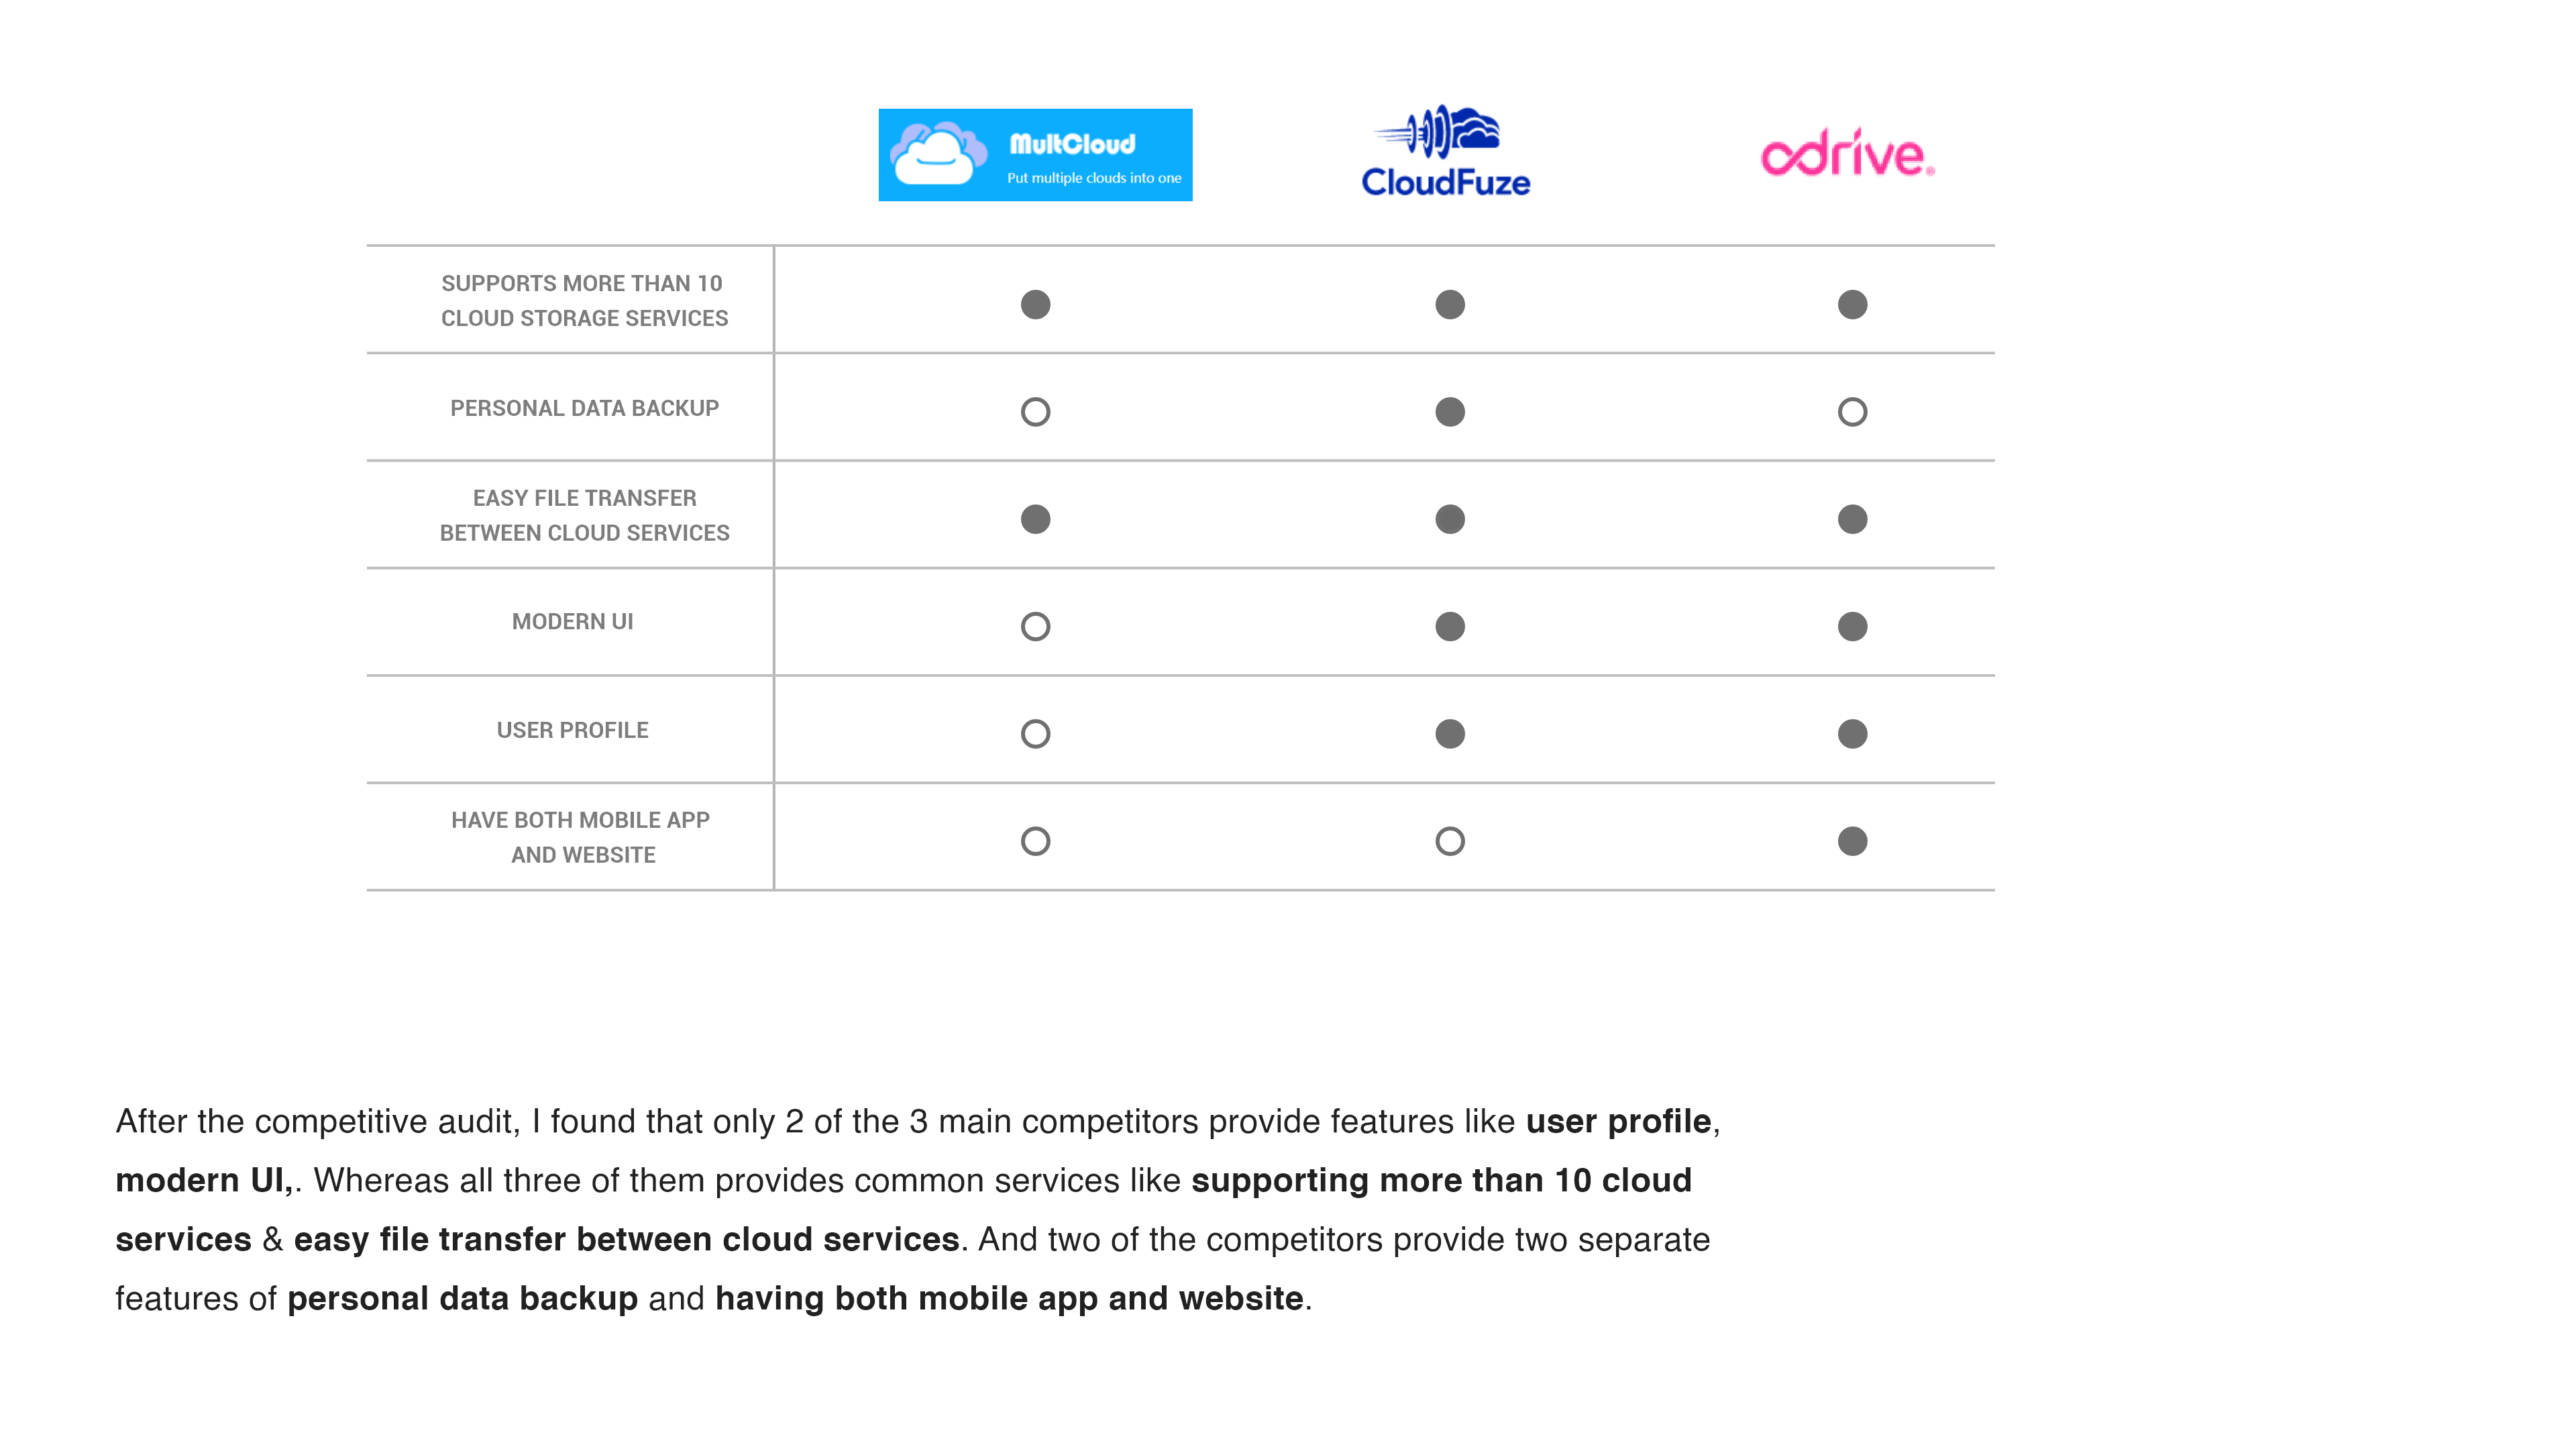 MultCloud
Put multiple clouds into one
CloudFuze
odrive®
SUPPORTS MORE THAN 10
CLOUD STORAGE SERVICES
PERSONAL DATA BACKUP
EASY FILE TRANSFER
BETWEEN CLOUD SERVICES
MODERN UI
USER PROFILE
HAVE BOTH MOBILE APP
AND WEBSITE
After the competitive audit, I found that only 2 of the 3 main competitors provide features like user profile,
modern UI,. Whereas all three of them provides common services like supporting more than 10 cloud
services & easy file transfer between cloud services. And two of the competitors provide two separate
features of personal data backup and having both mobile app and website.